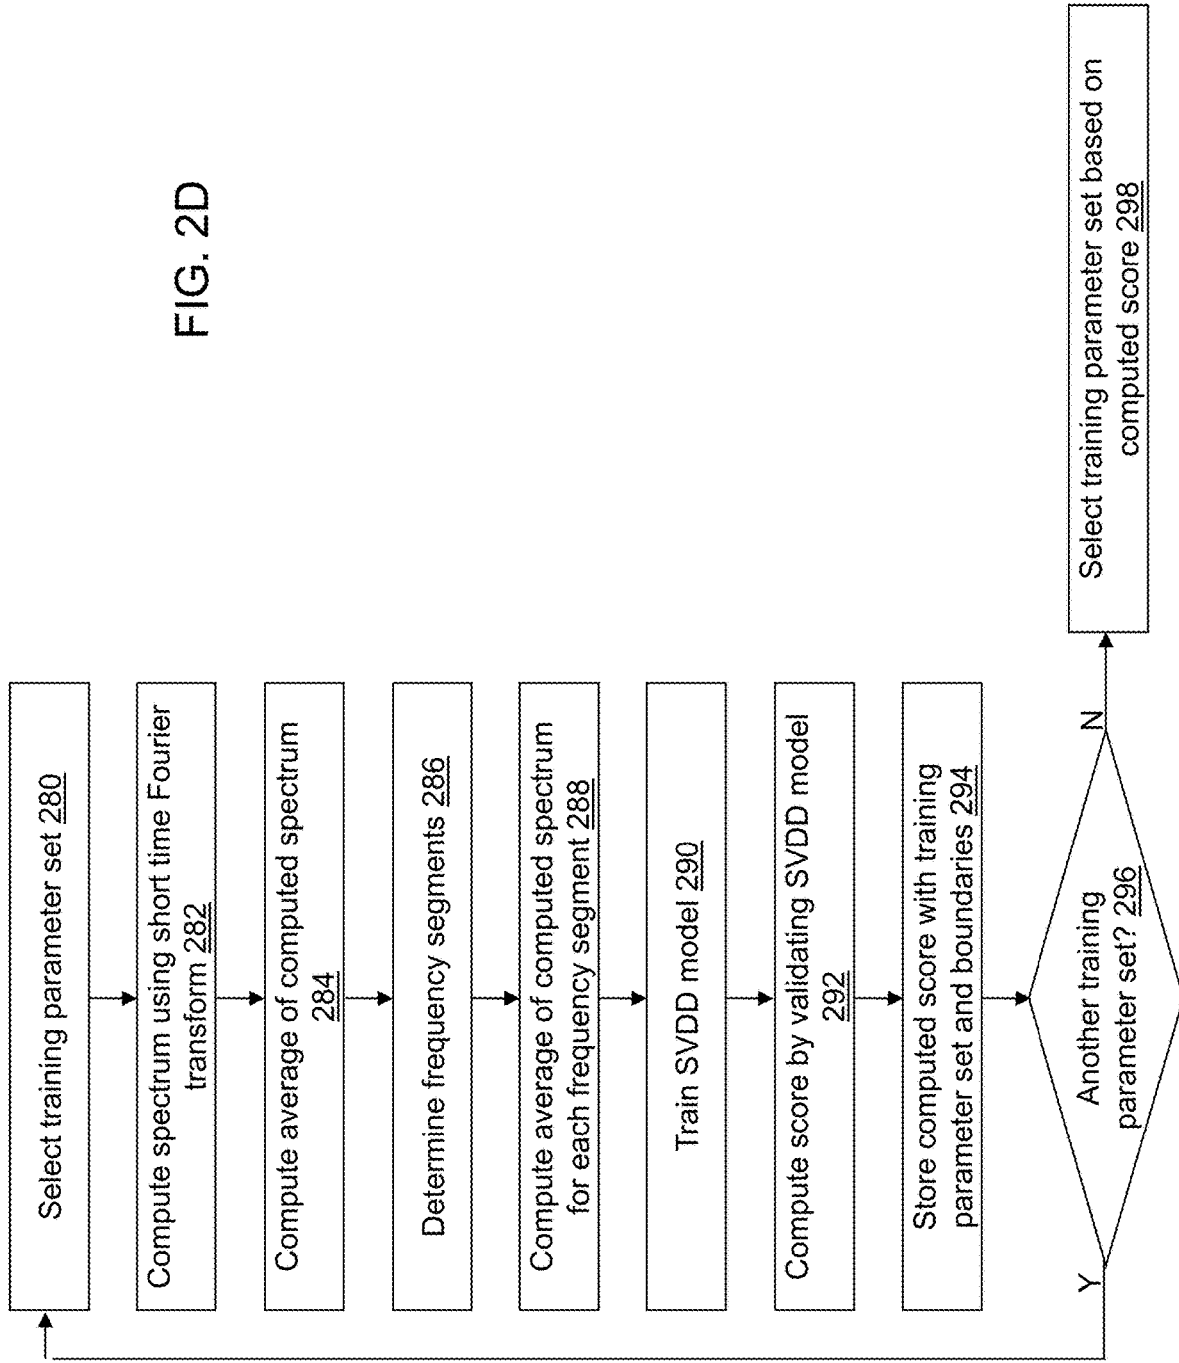 FIG. 2D
Select training parameter set 280
Compute spectrum using short time Fourier
transform 282
Compute average of computed spectrum
284
Determine frequency segments 286
Compute average of computed spectrum
for each frequency segment 288
Train SVDD model 290
Compute score by validating SVDD model
292
Store computed score with training
parameter set and boundaries 294
Another training
parameter set? 296
Y
N
Select training parameter set based on
computed score 298